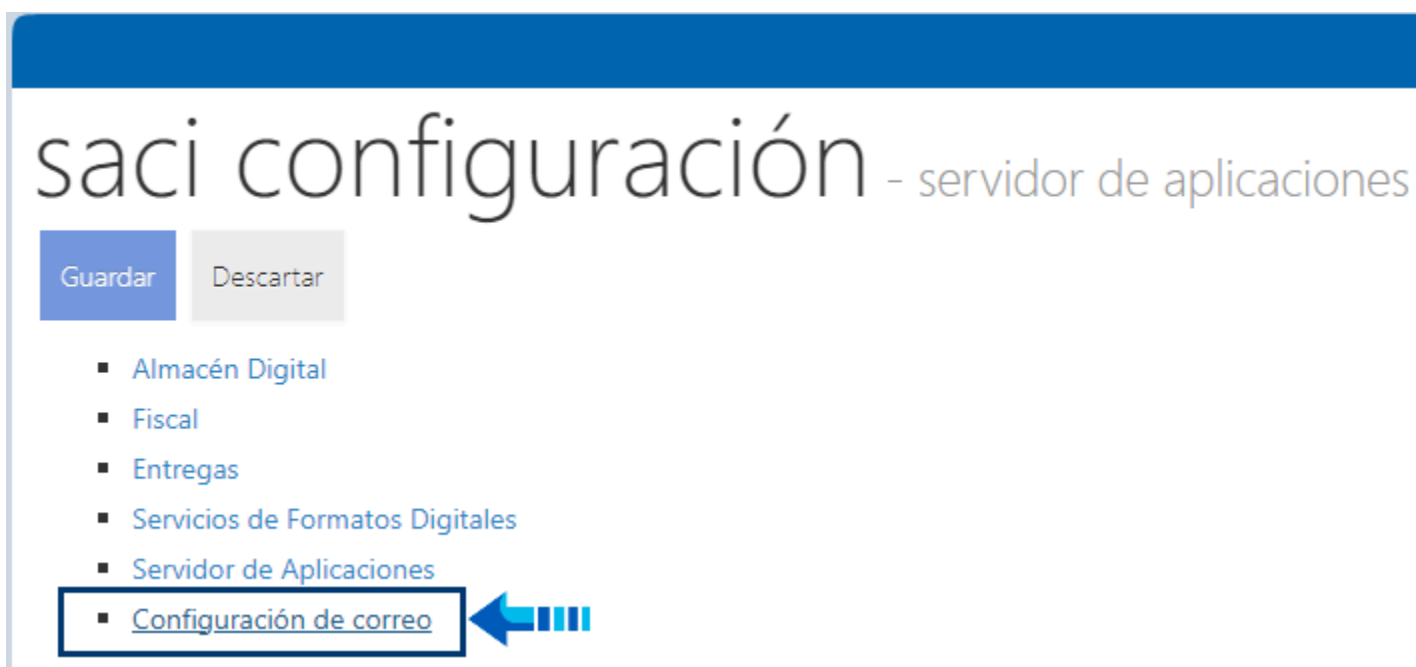 saci configuración - servidor de aplicaciones
Guardar Descartar
Almacén Digital
Fiscal
Entregas
Servicios de Formatos Digitales
Servidor de Aplicaciones
Configuración de correo